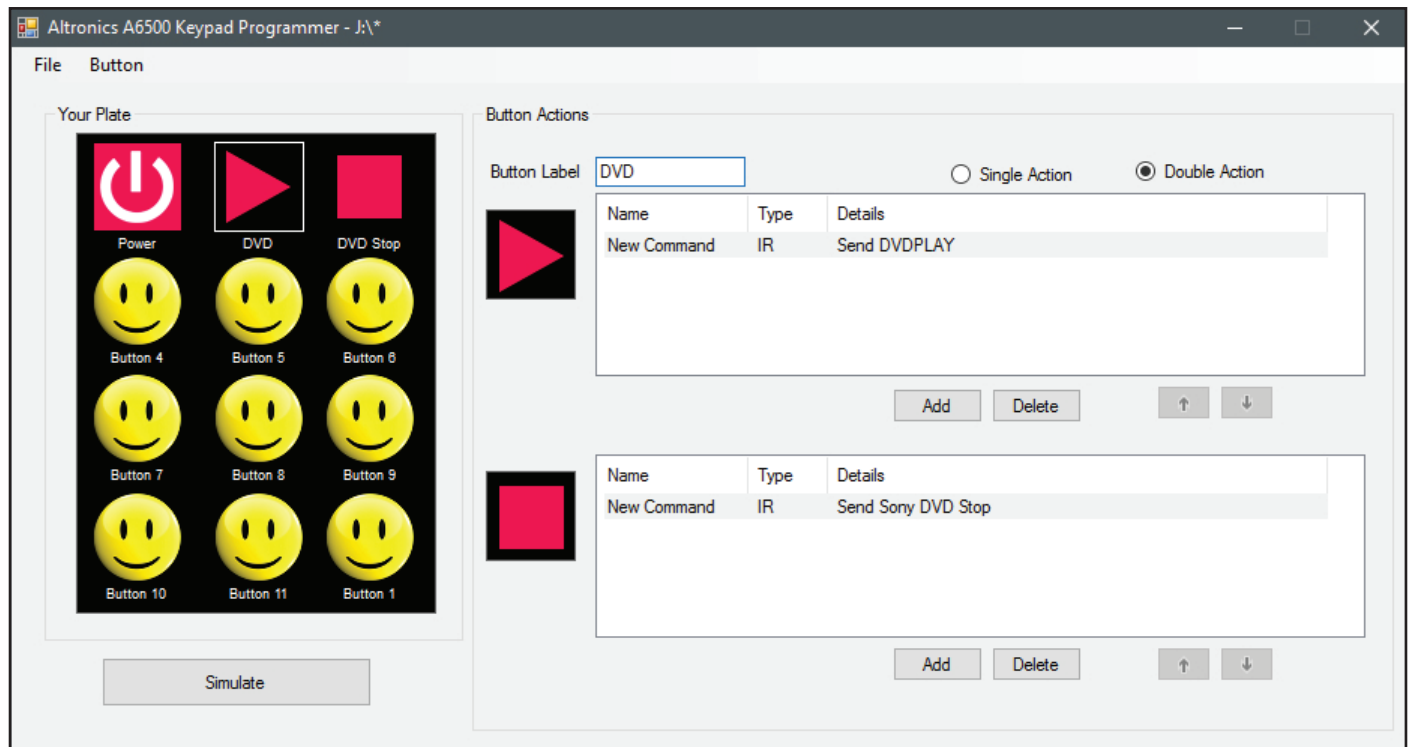 Altronics A6500 Keypad Programmer - J:\*
File Button
Your Plate
Power DVD DVD Stop
Button 4 Button 5 Button 6
Button 7 Button 8 Button 9
Button 10 Button 11 Button 1
Simulate
Button Actions
Button Label DVD Single Action Double Action
Name Type Details
New Command IR Send DVDPLAY
Add Delete
Name Type Details
New Command IR Send Sony DVD Stop
Add Delete